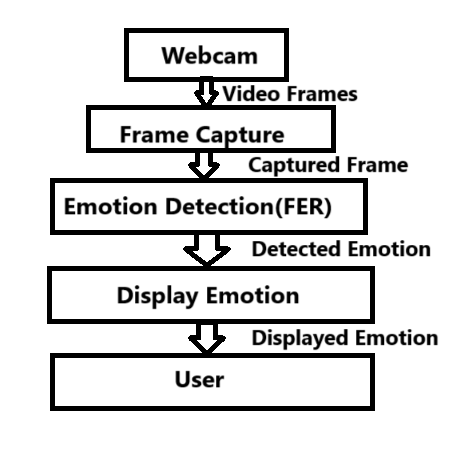 Webcam
Video Frames
Frame Capture
Captured Frame
Emotion Detection(FER)
Detected Emotion
Display Emotion
Displayed Emotion
User